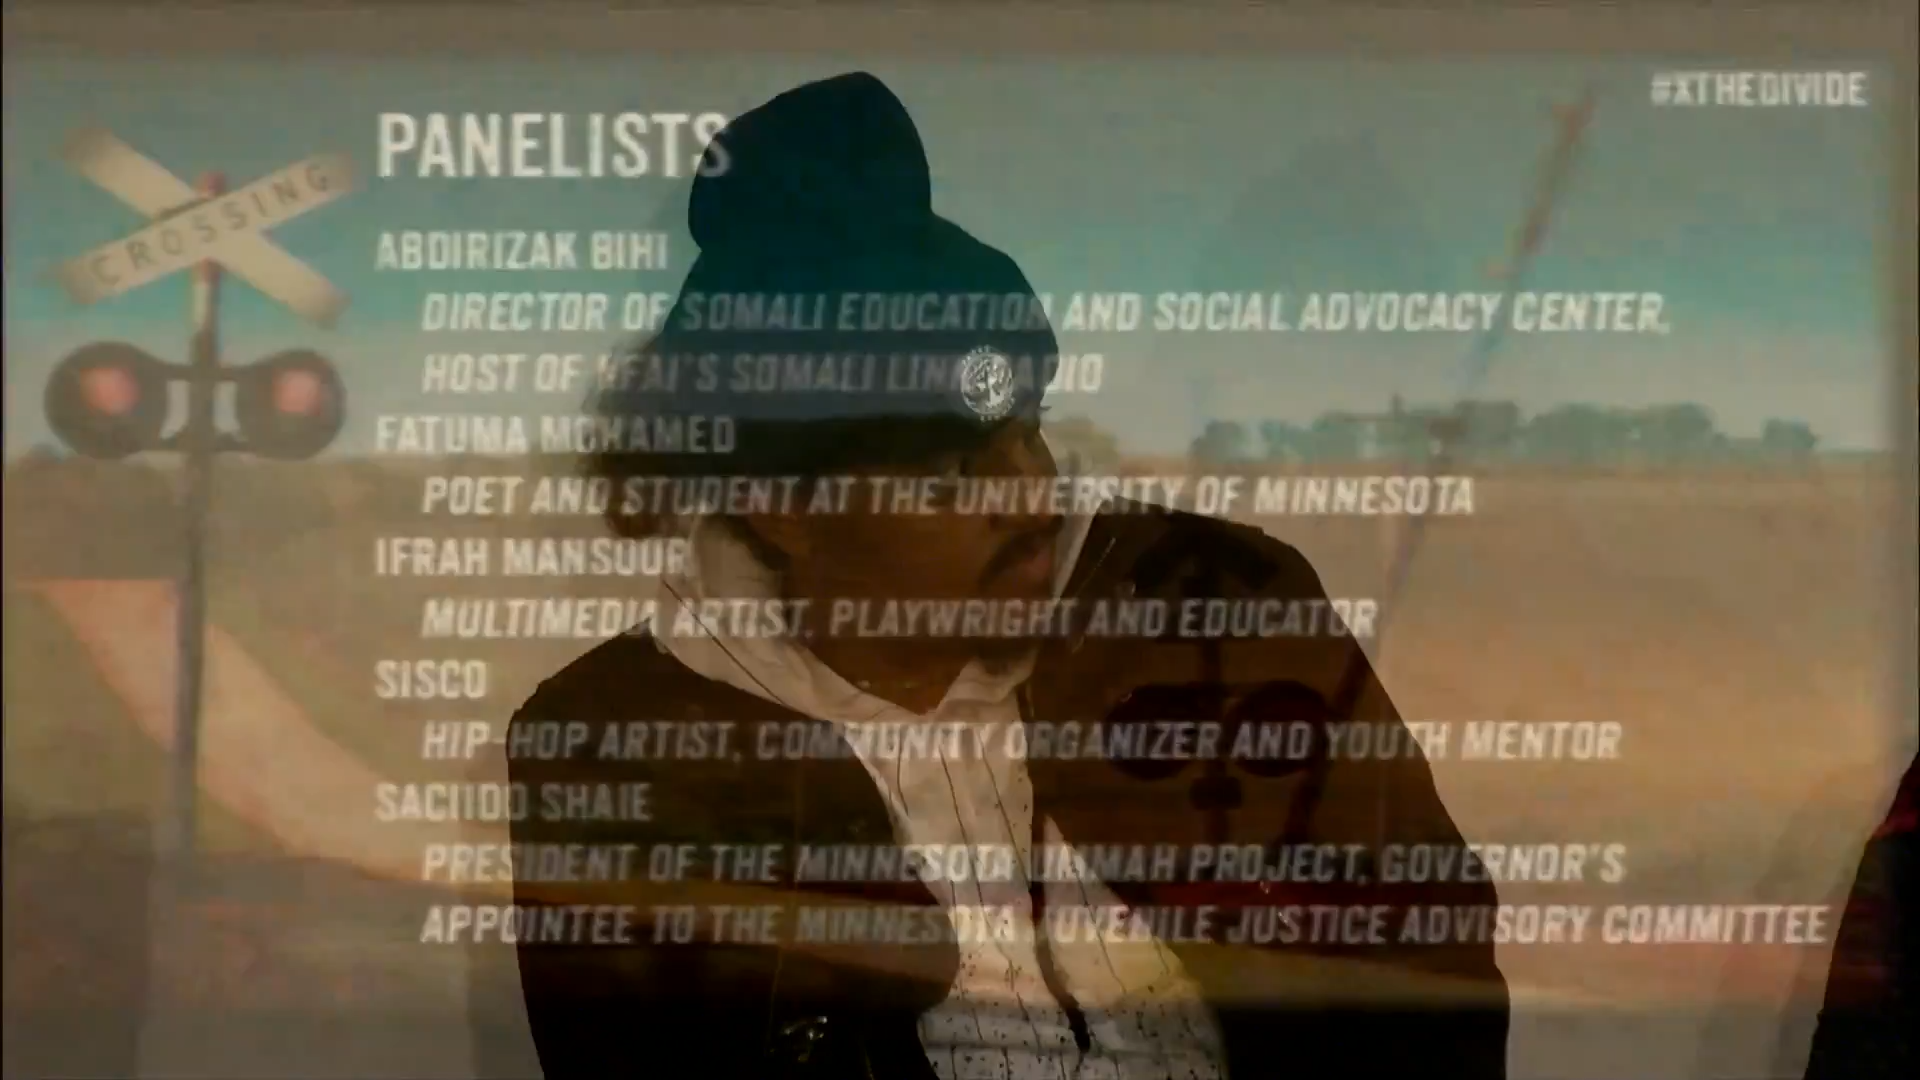 #XTHEDIVIDE
CROSSING
PANELISTS
ABDIRIZAK BIHI
DIRECTOR OF SOMALI EDUCATION AND SOCIAL ADVOCACY CENTER,
HOST OF KFAI'S SOMALI LINK RADIO
FATUMA MOHAMED
POET AND STUDENT AT THE UNIVERSITY OF MINNESOTA
IFRAH MANSOUR
MULTIMEDIA ARTIST, PLAYWRIGHT AND EDUCATOR
SISCO
HIP-HOP ARTIST, COMMUNITY ORGANIZER AND YOUTH MENTOR
SACIIDO SHAIE
PRESIDENT OF THE MINNESOTA UMMAH PROJECT, GOVERNOR'S
APPOINTEE TO THE MINNESOTA JUVENILE JUSTICE ADVISORY COMMITTEE